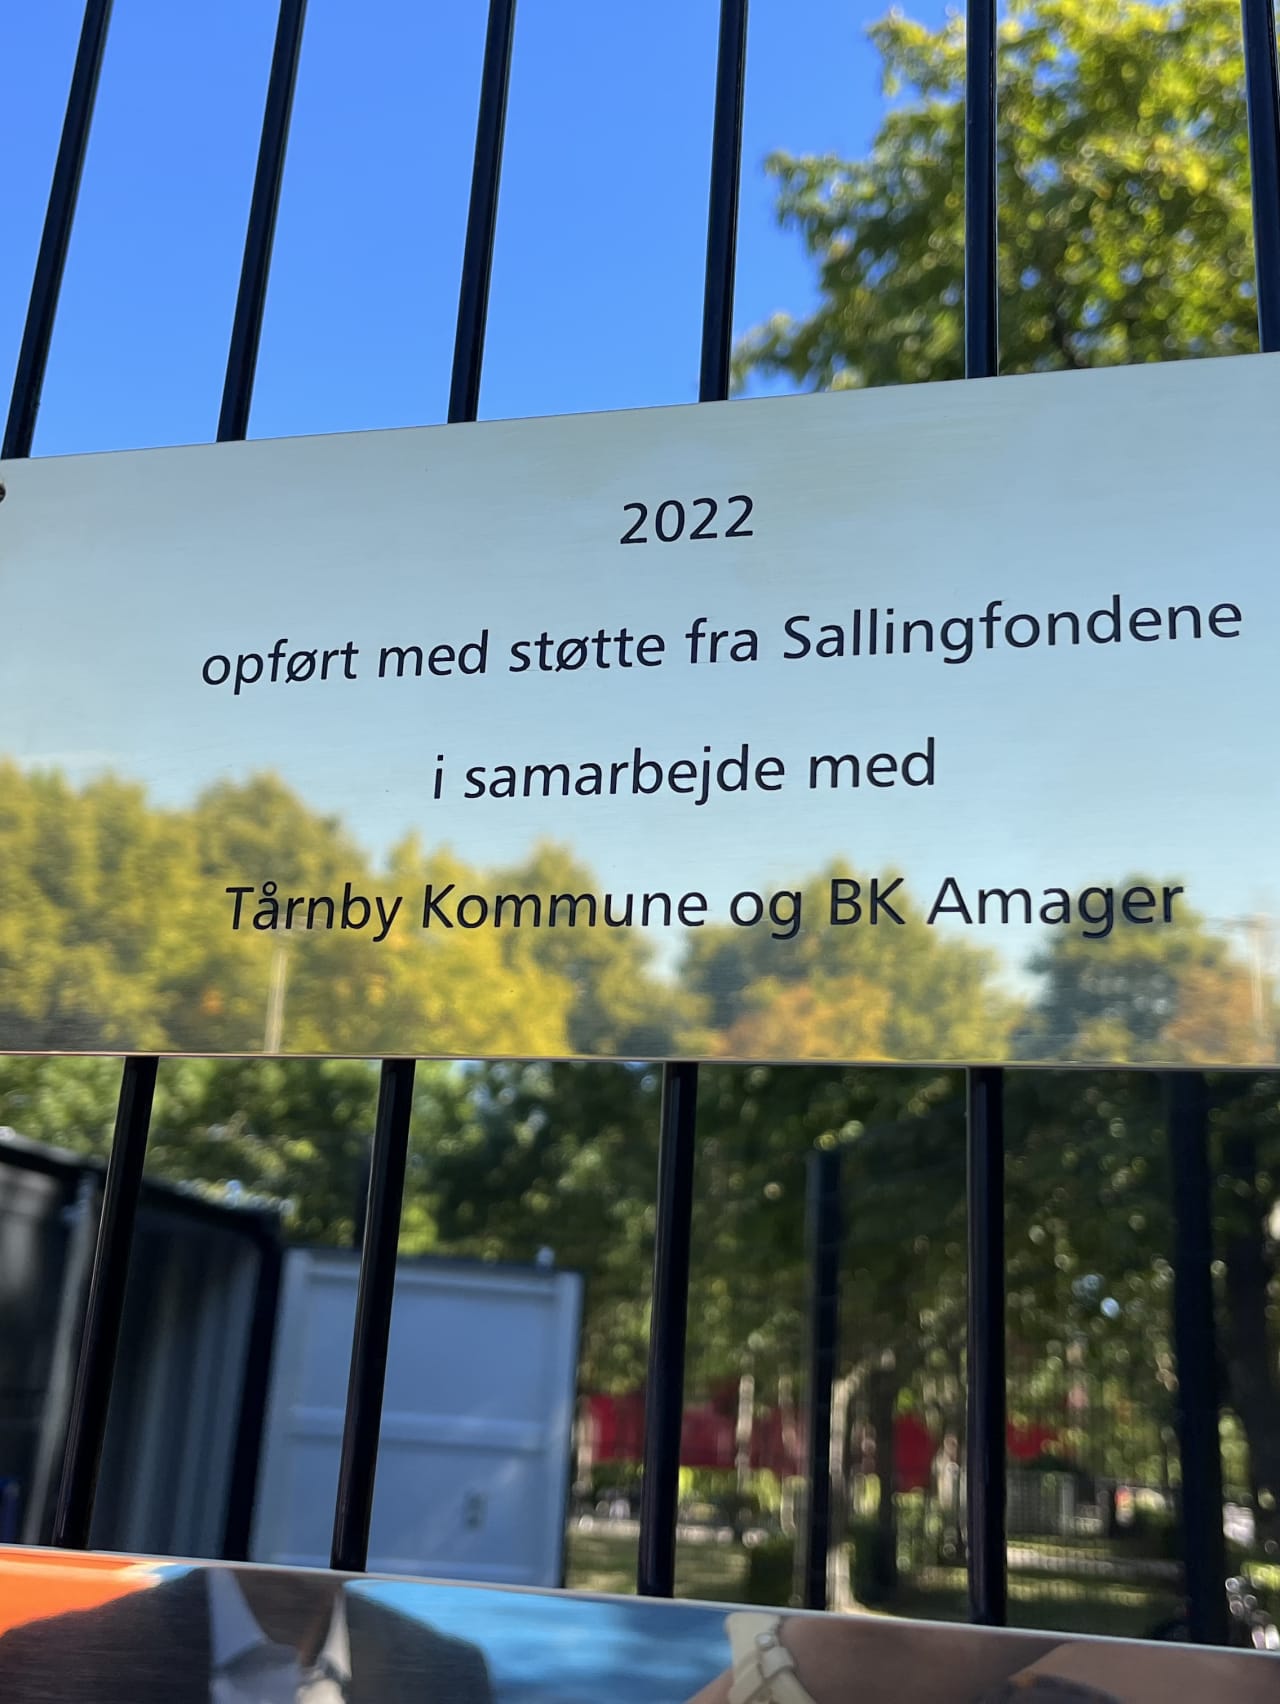 2022
opført med støtte fra Sallingfondene
i samarbejde med
Tårnby Kommune og BK Amager